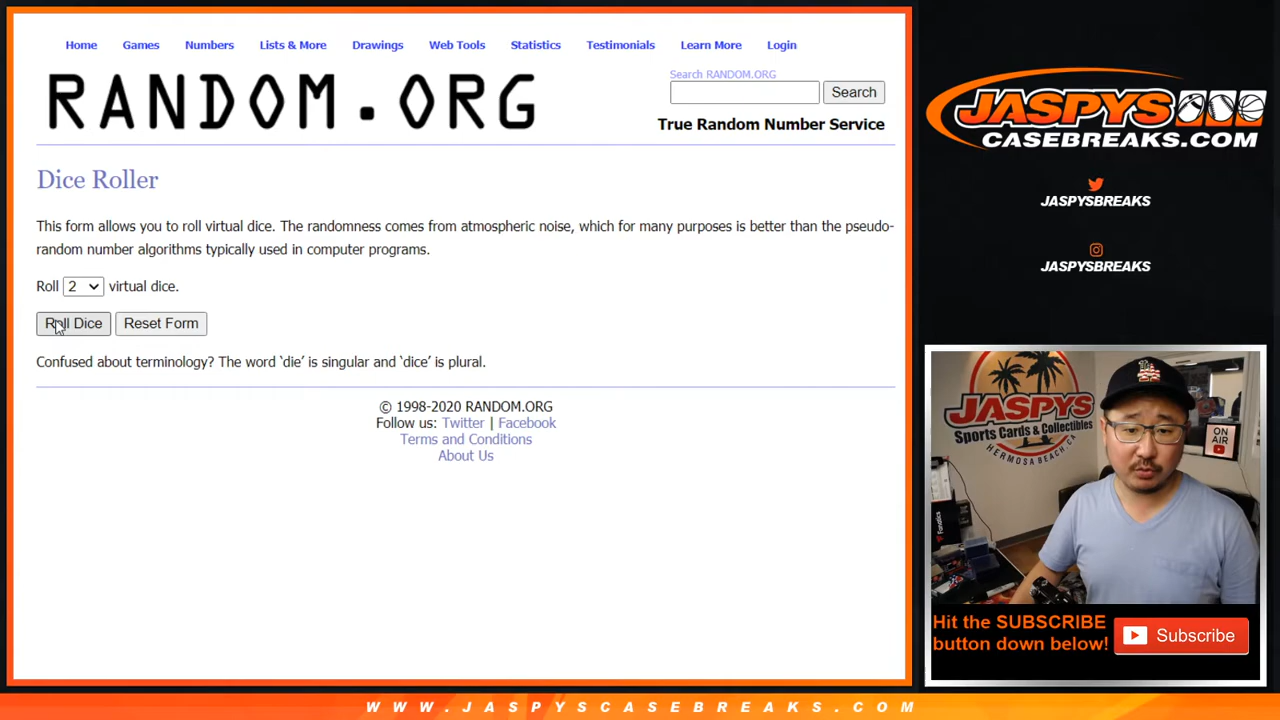 Home Games Numbers Lists & More Drawings Web Tools Statistics Testimonials Learn More Login
RANDOM.ORG
Search RANDOM.ORG
Search
True Random Number Service
Dice Roller
This form allows you to roll virtual dice. The randomness comes from atmospheric noise, which for many purposes is better than the pseudo-
random number algorithms typically used in computer programs.
Roll 2 virtual dice.
Roll Dice Reset Form
Confused about terminology? The word ‘die’ is singular and ‘dice’ is plural.
© 1998-2020 RANDOM.ORG
Follow us: Twitter | Facebook
Terms and Conditions
About Us
JASPYS
CASEBREAKS.COM
JASPYSBREAKS
JASPYSBREAKS
JASPYS
Sports Cards & Collectibles
HERMOSA BEACH, CA
ON
AIR
Fanatics
Hit the SUBSCRIBE
button down below!
Subscribe
WWW.JASPYSCASEBREAKS.COM